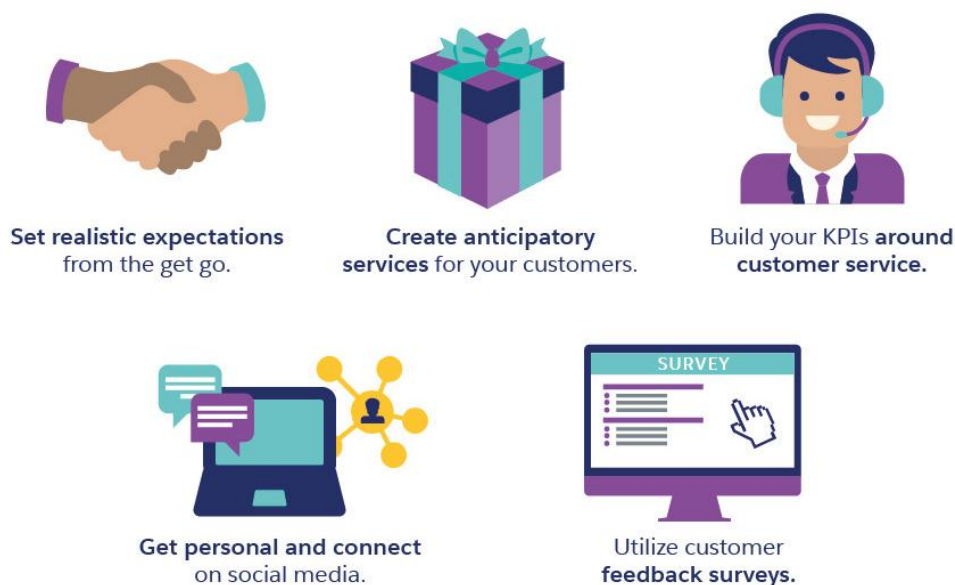 Set realistic expectations
from the get go.
Create anticipatory
services for your customers.
Build your KPIs around
customer service.
Get personal and connect
on social media.
SURVEY
Utilize customer
feedback surveys.